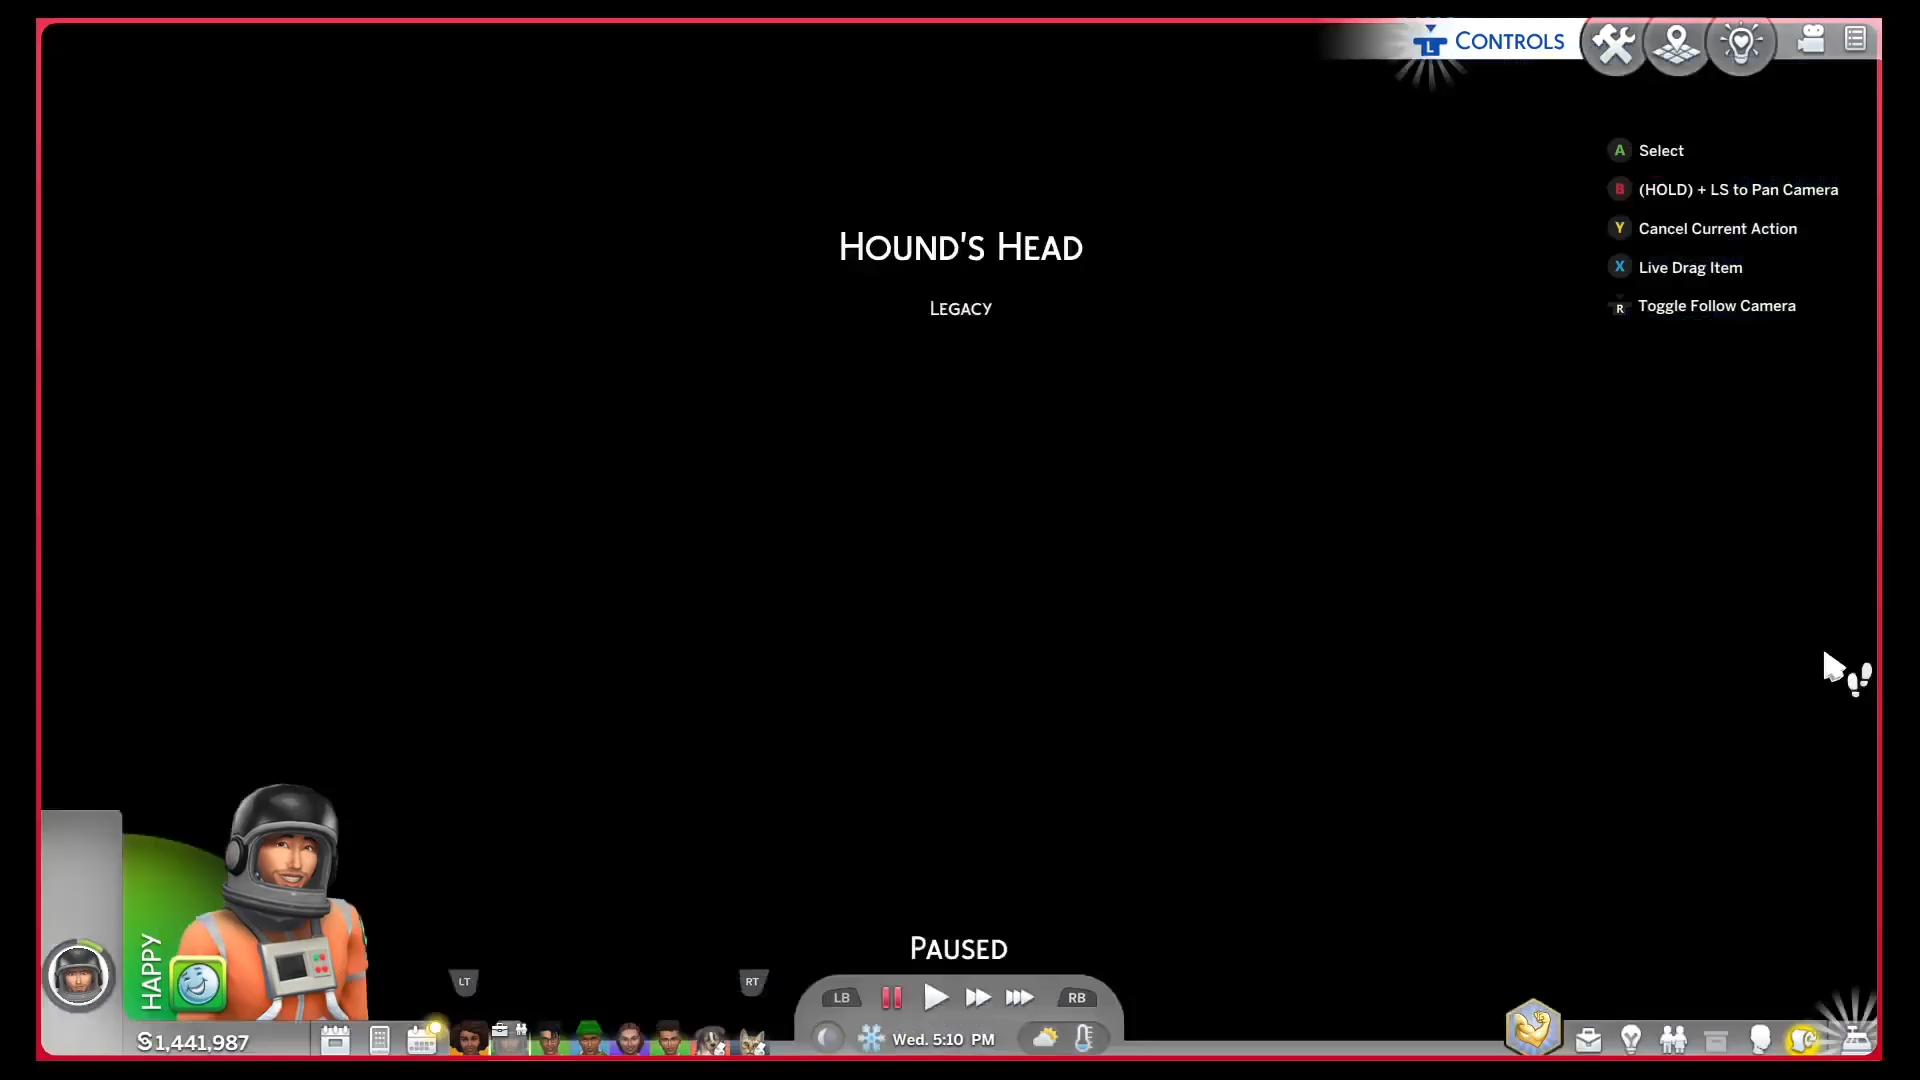 L CONTROLS
A Select
B (HOLD) + LS to Pan Camera
Y Cancel Current Action
X Live Drag Item
R Toggle Follow Camera
HOUND'S HEAD
LEGACY
HAPPY
PAUSED
LT
RT
LB
RB
§1,441,987
Wed. 5:10 PM